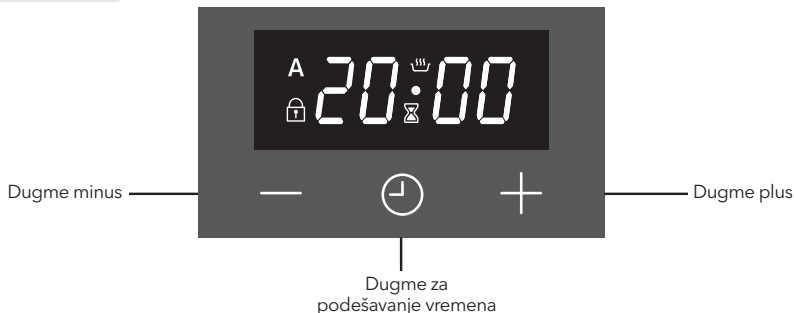 A
20:00
Dugme minus
Dugme plus
Dugme za
podešavanje vremena